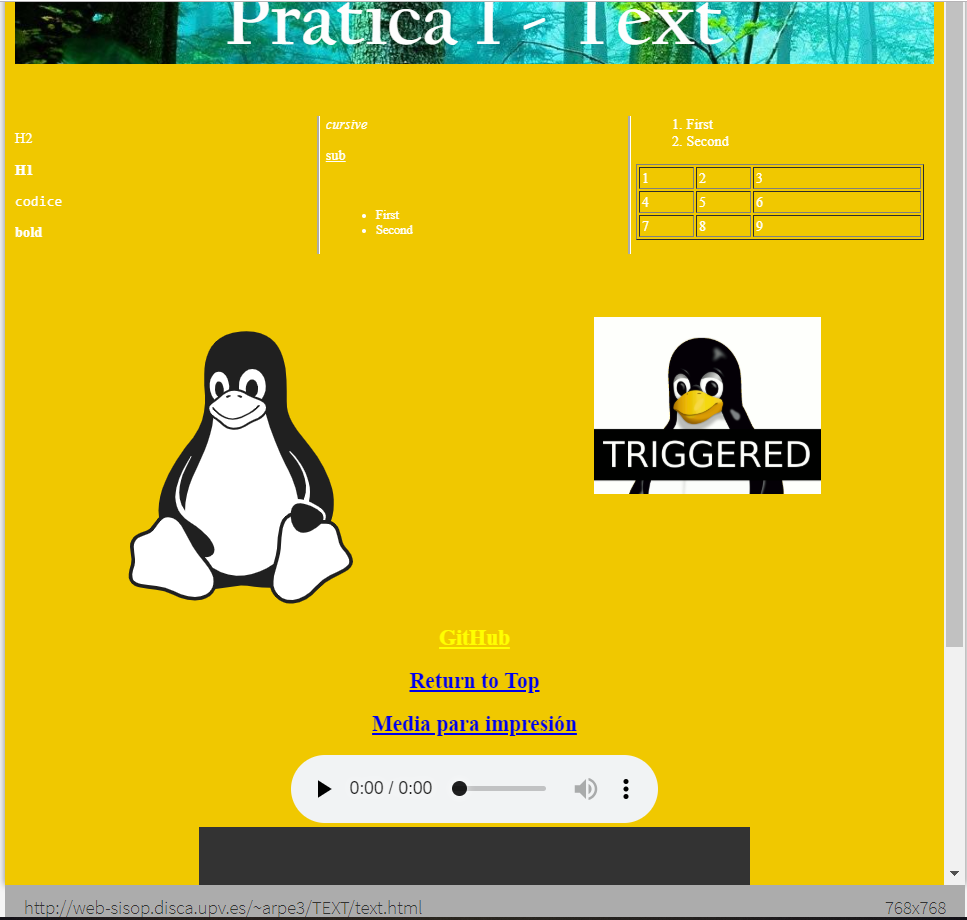 Pratica 1 - Text
H2
H1
codice
bold
cursive
sub
• First
• Second
1. First
2. Second
1 2 3
4 5 6
7 8 9
TRIGGERED
GitHub
Return to Top
Media para impresión
0:00 / 0:00
http://web-sisop.disca.upv.es/~arpe3/TEXT/text.html
768x768